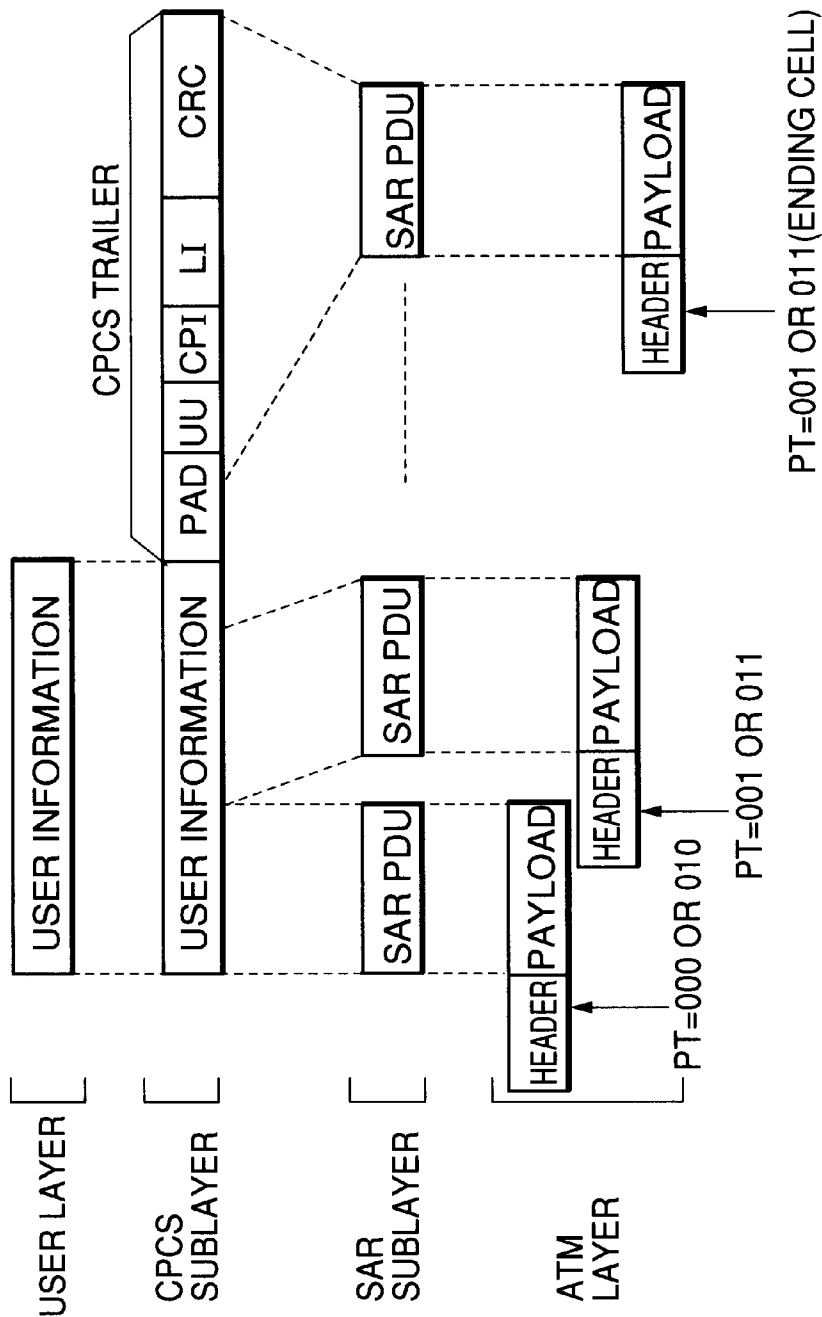 USER LAYER
USER INFORMATION
CPCS TRAILER
CPCS
SUBLAYER
USER INFORMATION
PAD
UU
CPI
LI
CRC
SAR
SUBLAYER
SAR PDU
SAR PDU
SAR PDU
ATM
LAYER
HEADER
PAYLOAD
HEADER
PAYLOAD
HEADER
PAYLOAD
PT=000 OR 010
PT=001 OR 011
PT=001 OR 011(ENDING CELL)